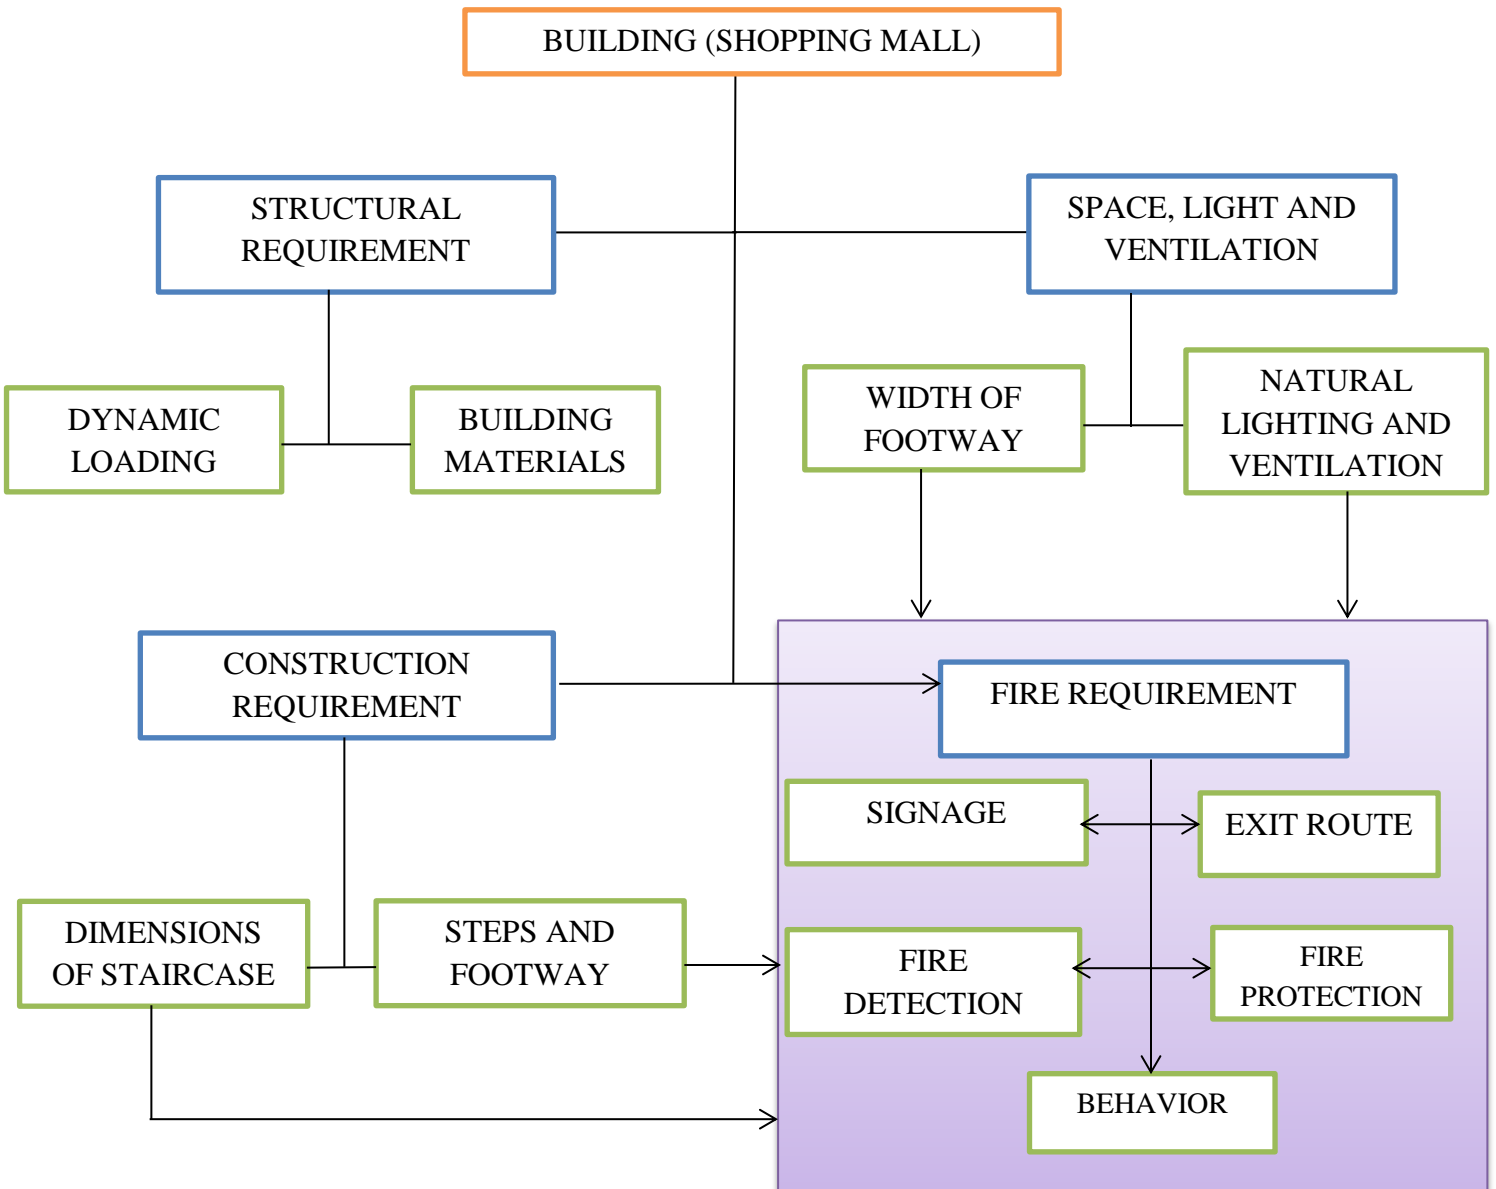 BUILDING (SHOPPING MALL)
STRUCTURAL
REQUIREMENT
SPACE, LIGHT AND
VENTILATION
DYNAMIC
LOADING
BUILDING
MATERIALS
WIDTH OF
FOOTWAY
NATURAL
LIGHTING AND
VENTILATION
CONSTRUCTION
REQUIREMENT
FIRE REQUIREMENT
SIGNAGE
EXIT ROUTE
DIMENSIONS
OF STAIRCASE
STEPS AND
FOOTWAY
FIRE
DETECTION
FIRE
PROTECTION
BEHAVIOR